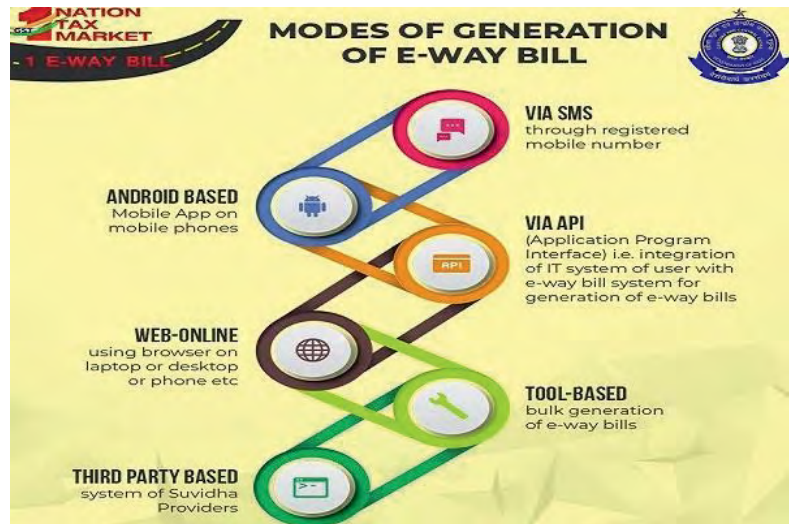 1 NATION
TAX
MARKET
GST
- 1 E-WAY BILL
MODES OF GENERATION
OF E-WAY BILL
VIA SMS
through registered
mobile number
ANDROID BASED
Mobile App on
mobile phones
VIA API
(Application Program
Interface) i.e. integration
of IT system of user with
e-way bill system for
generation of e-way bills
API
WEB-ONLINE
using browser on
laptop or desktop
or phone etc
TOOL-BASED
bulk generation
of e-way bills
THIRD PARTY BASED
system of Suvidha
Providers